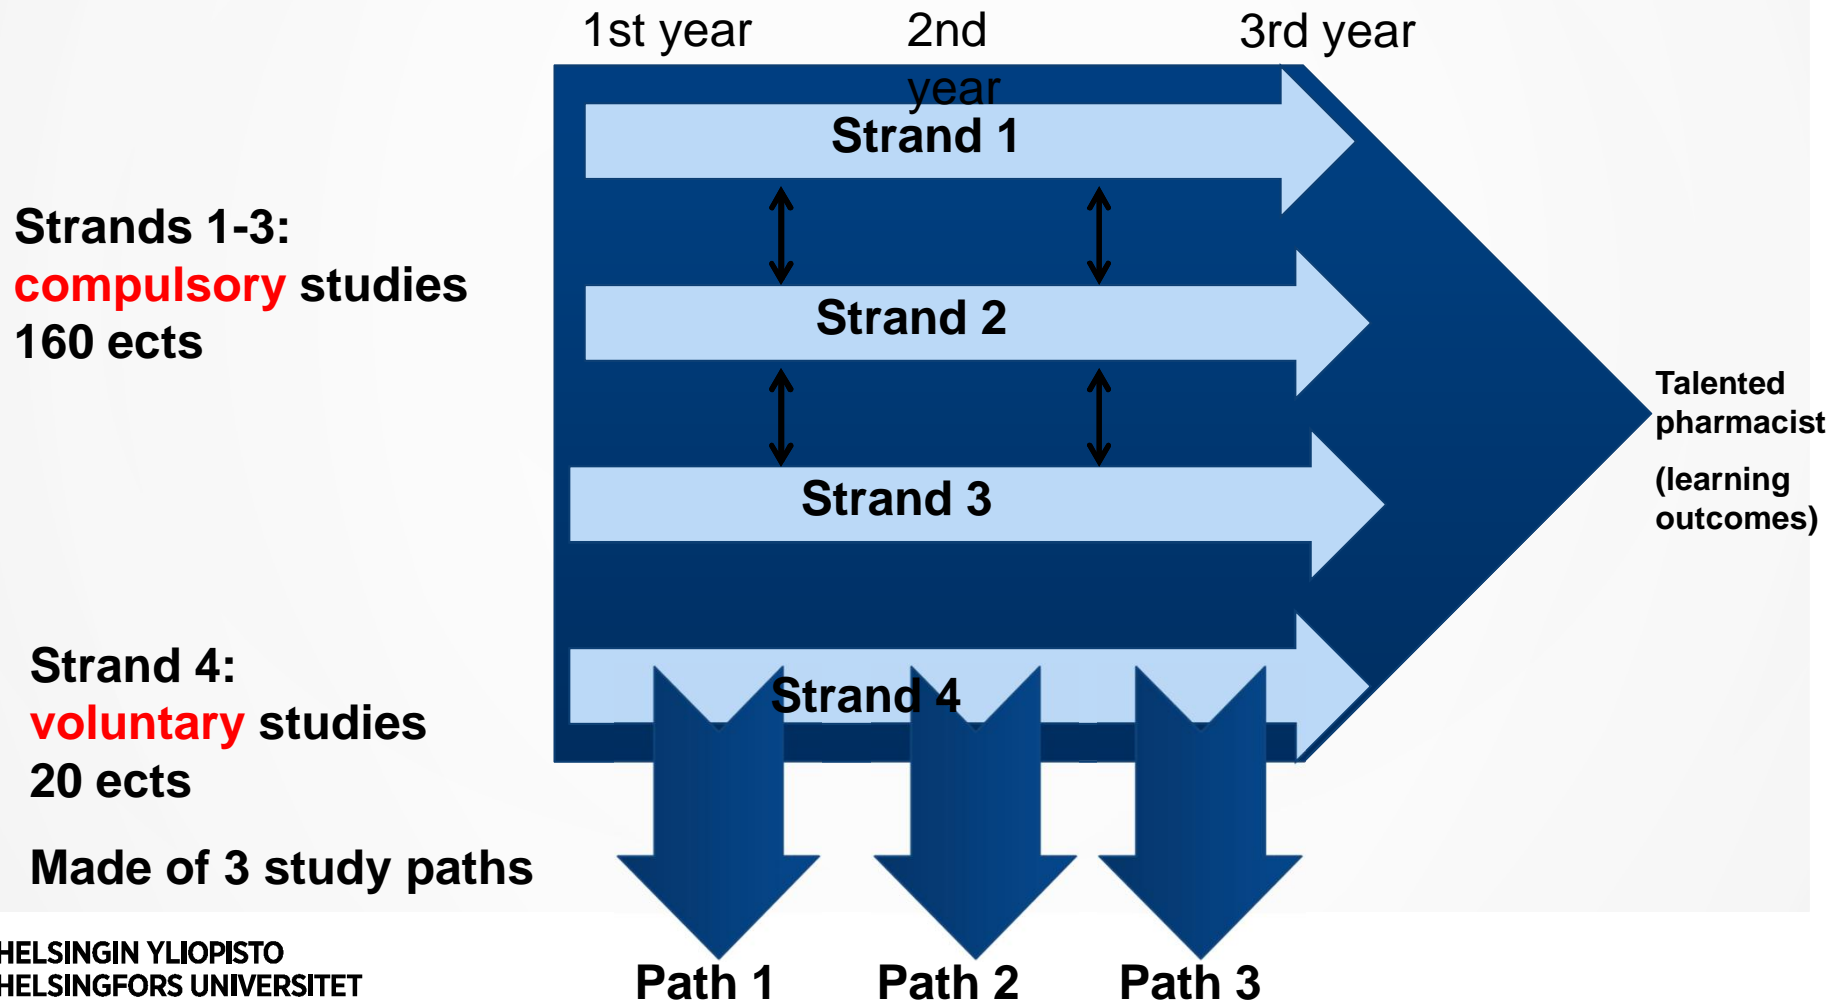 1st year
2nd
year
3rd year
Strand 1
Strands 1-3:
compulsory studies
160 ects
Strand 2
Talented
pharmacist
(learning
outcomes)
Strand 3
Strand 4:
voluntary studies
20 ects
Strand 4
Made of 3 study paths
HELSINGIN YLIOPISTO
HELSINGFORS UNIVERSITET
Path 1
Path 2
Path 3